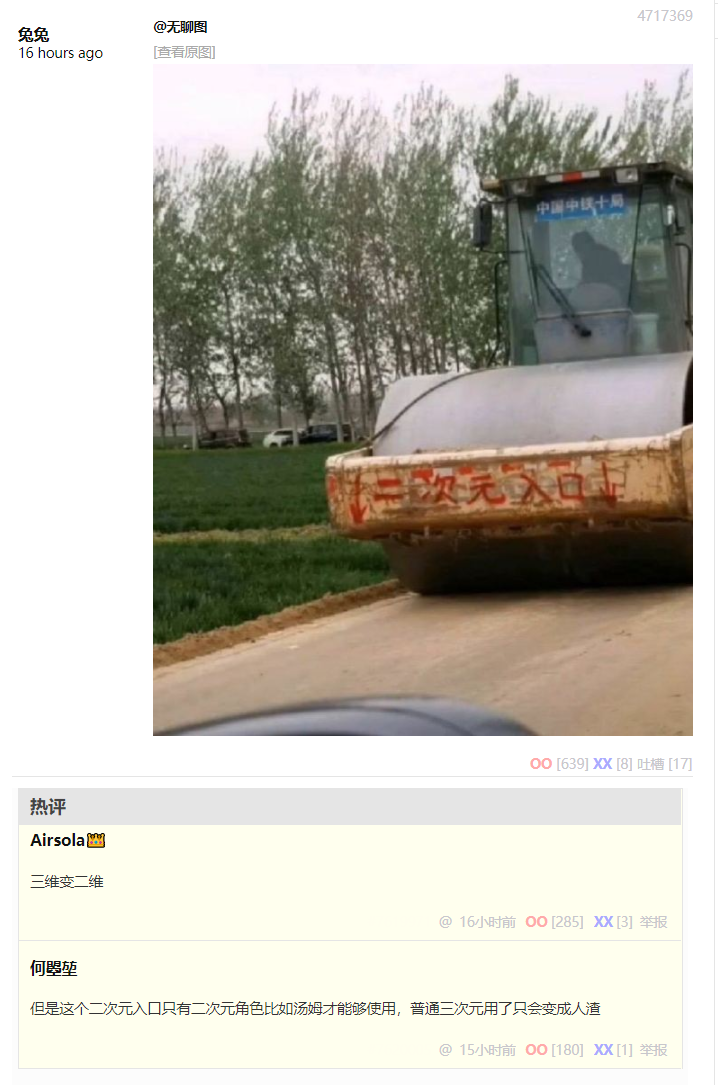 4717369
兔兔
16 hours ago
@无聊图
[查看原图]
中国中铁十局
↓二次元入口↓
OO [639] XX [8] 吐槽 [17]
热评
Airsola👑
三维变二维
@ 16小时前 OO [285] XX [3] 举报
何曌堃
但是这个二次元入口只有二次元角色比如汤姆才能够使用，普通三次元用了只会变成人渣
@ 15小时前 OO [180] XX [1] 举报